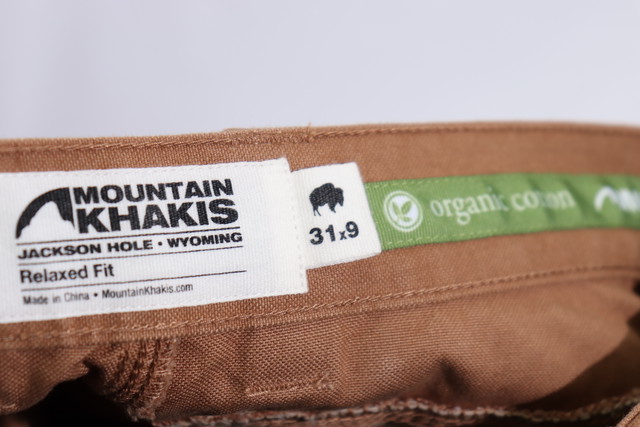 MOUNTAIN
KHAKIS
JACKSON HOLE • WYOMING
Relaxed Fit
Made in China • MountainKhakis.com
31x9
organic cotton